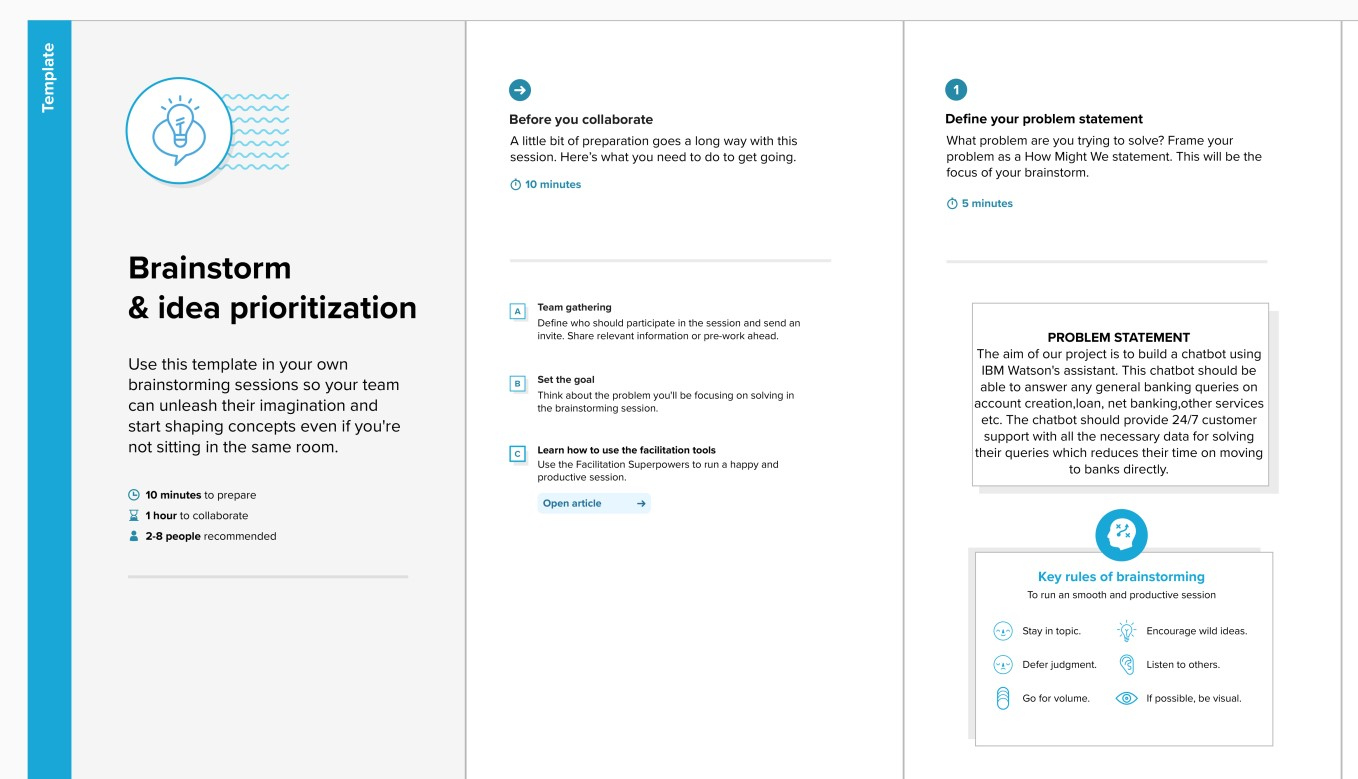 Template
Brainstorm
& idea prioritization
Use this template in your own
brainstorming sessions so your team
can unleash their imagination and
start shaping concepts even if you're
not sitting in the same room.
10 minutes to prepare
1 hour to collaborate
2-8 people recommended
Before you collaborate
A little bit of preparation goes a long way with this
session. Here's what you need to do to get going.
10 minutes
A
Team gathering
Define who should participate in the session and send an
invite. Share relevant information or pre-work ahead.
B
Set the goal
Think about the problem you'll be focusing on solving in
the brainstorming session.
C
Learn how to use the facilitation tools
Use the Facilitation Superpowers to run a happy and
productive session.
Open article
1
Define your problem statement
What problem are you trying to solve? Frame your
problem as a How Might We statement. This will be the
focus of your brainstorm.
5 minutes
PROBLEM STATEMENT
The aim of our project is to build a chatbot using
IBM Watson's assistant. This chatbot should be
able to answer any general banking queries on
account creation,loan, net banking,other services
etc. The chatbot should provide 24/7 customer
support with all the necessary data for solving
their queries which reduces their time on moving
to banks directly.
Key rules of brainstorming
To run an smooth and productive session
Stay in topic.
Encourage wild ideas.
Defer judgment.
Listen to others.
Go for volume.
If possible, be visual.